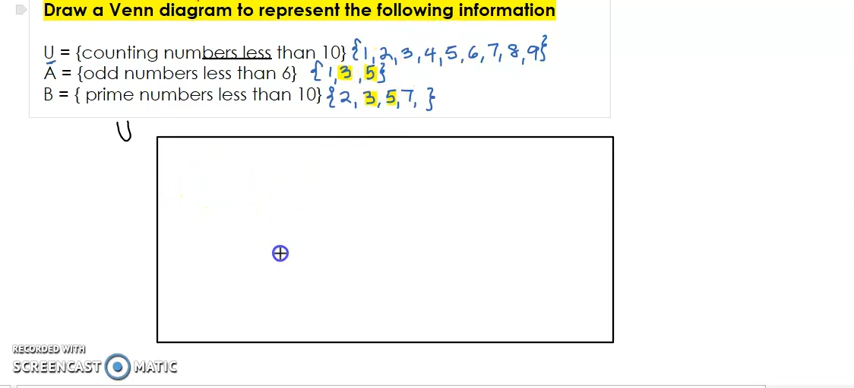 Draw a Venn diagram to represent the following information
U = {counting numbers less than 10} {1, 2, 3, 4, 5, 6, 7, 8, 9}
A = {odd numbers less than 6} {1, 3, 5}
B = { prime numbers less than 10} {2, 3, 5, 7, }
U
RECORDED WITH
SCREENCAST MATIC